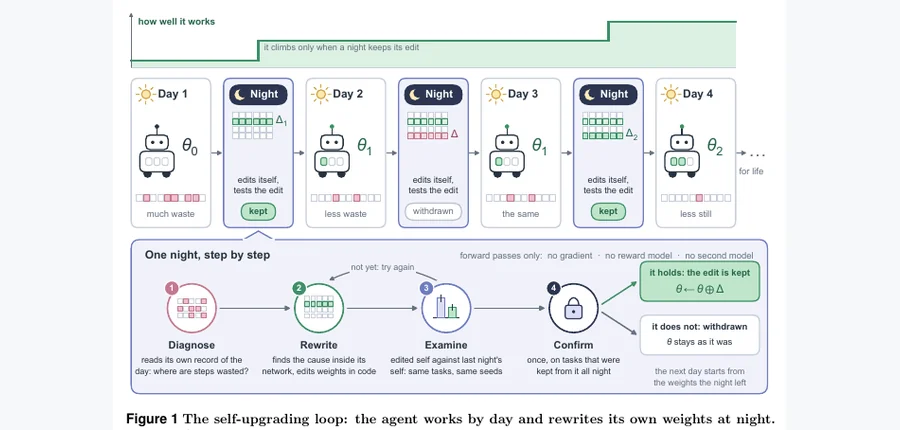 how well it works
it climbs only when a night keeps its edit
Day 1
Night
Day 2
Night
Day 3
Night
Day 4
θ0
Δ1
θ1
Δ
θ1
Δ2
θ2
...
for life
edits itself,
tests the edit
edits itself,
tests the edit
edits itself,
tests the edit
much waste
kept
less waste
withdrawn
the same
kept
less still
One night, step by step
forward passes only: no gradient · no reward model · no second model
not yet: try again
1
2
3
4
it holds: the edit is kept
θ ← θ ⊕ Δ
it does not: withdrawn
θ stays as it was
Diagnose
reads its own record of the
day: where are steps wasted?
Rewrite
finds the cause inside its
network, edits weights in code
Examine
edited self against last night's
self: same tasks, same seeds
Confirm
once, on tasks that were
kept from it all night
the next day starts from
the weights the night left
Figure 1 The self-upgrading loop: the agent works by day and rewrites its own weights at night.